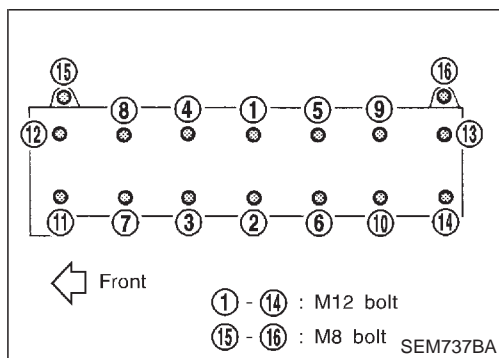 ⑮ ⑯
⑧ ④ ① ⑤ ⑨
⑫ ⑬
⑪ ⑦ ③ ② ⑥ ⑩ ⑭
Front
① - ⑭ : M12 bolt
⑮ - ⑯ : M8 bolt
SEM737BA